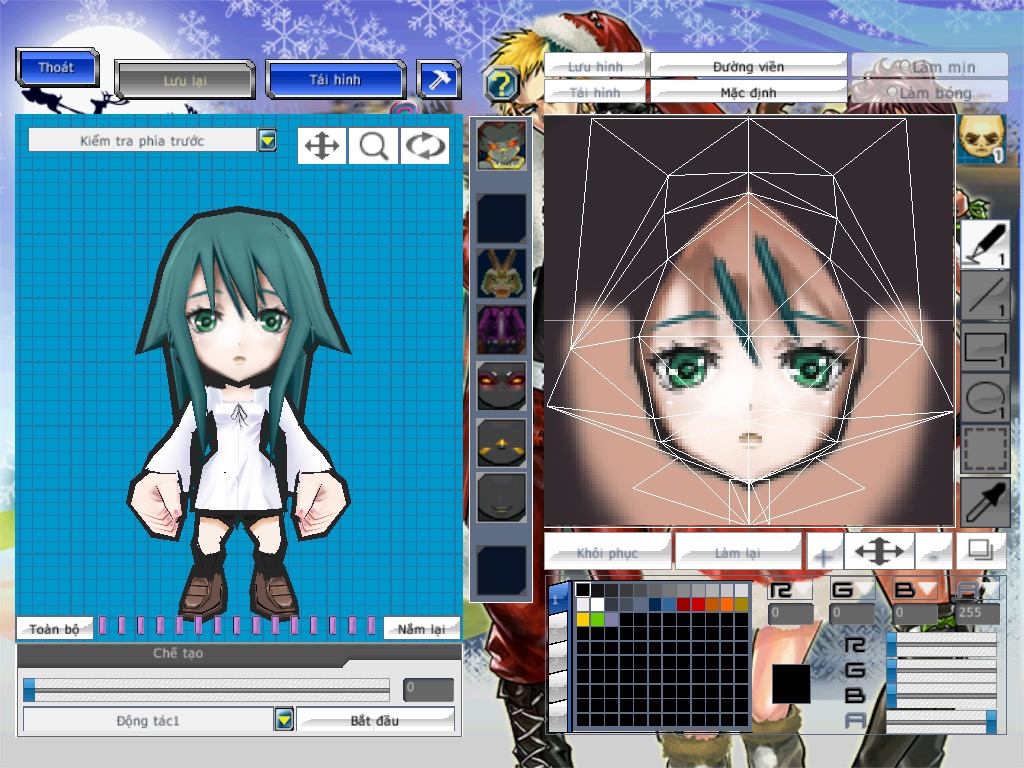 Thoát
Lưu lại
Tải hình
?
Lưu hình
Đường viền
Làm mịn
Tái hình
Mặc định
Làm bóng
Kiểm tra phía trước
1
1
1
1
1
Khôi phục
Làm lại
+
-
R
G
B
A
0
0
0
255
R
G
B
A
Toàn bộ
Nắm lại
Chế tạo
0
Động tác1
Bắt đầu